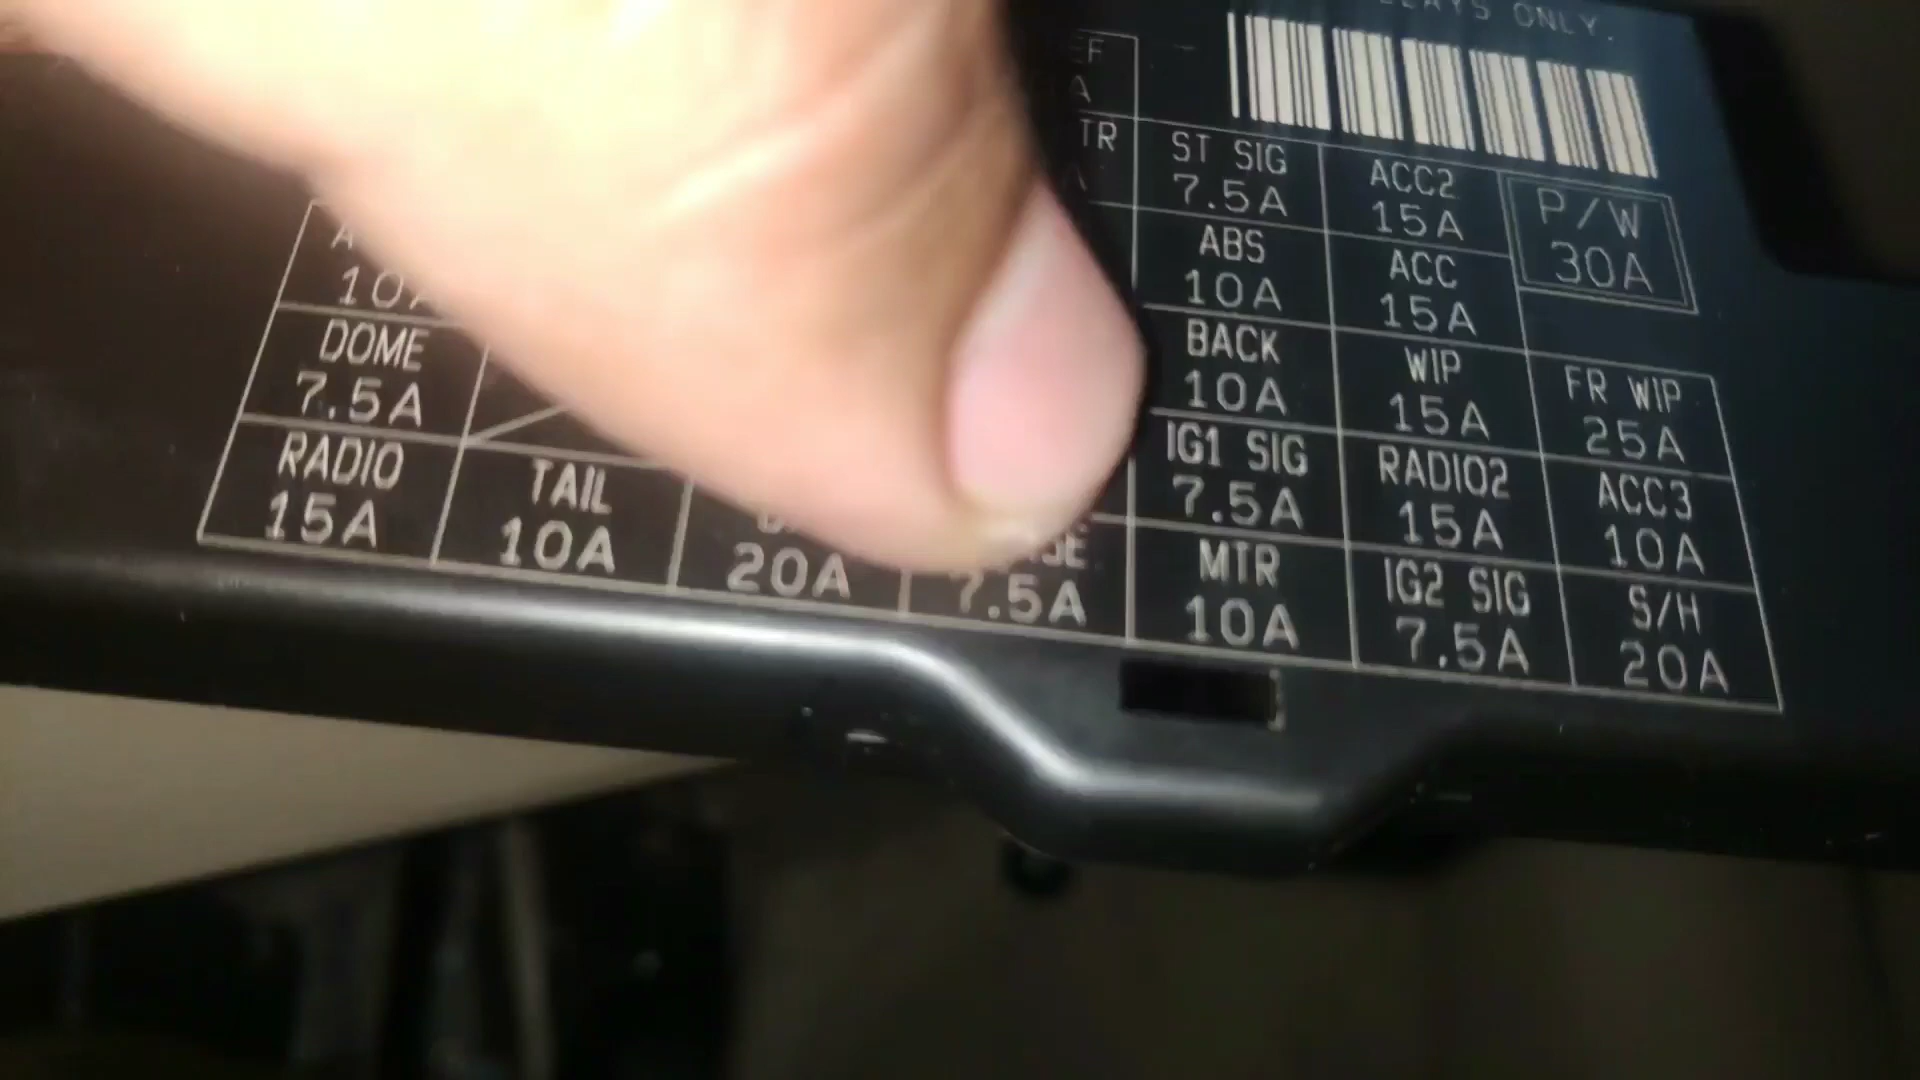 ONLY.
ST SIG
7.5A
ACC2
15A
P/W
30A
ABS
10A
ACC
15A
DOME
7.5A
BACK
10A
WIP
15A
FR WIP
25A
RADIO
15A
TAIL
10A
20A
7.5A
IG1 SIG
7.5A
RADIO2
15A
ACC3
10A
MTR
10A
IG2 SIG
7.5A
S/H
20A